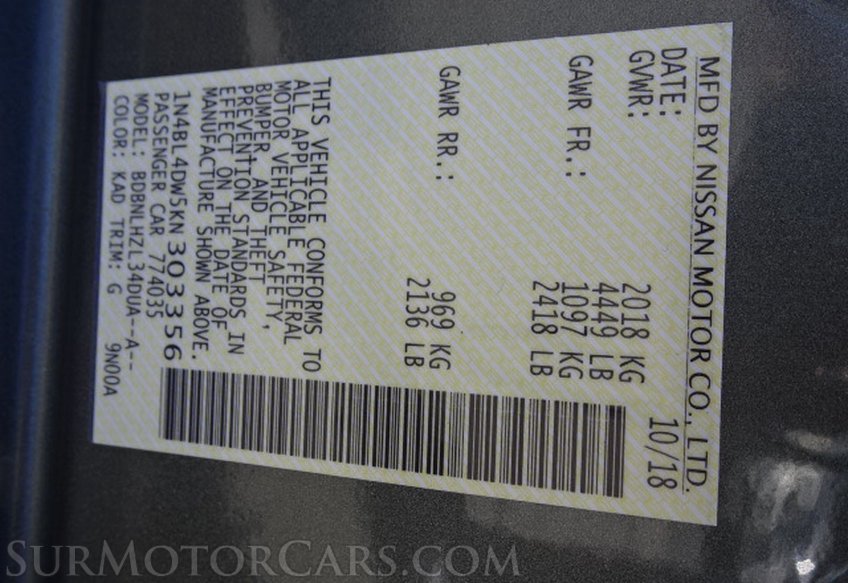 MFD BY NISSAN MOTOR CO., LTD.
DATE: 10/18
GVWR: 2018 KG
4449 LB
GAWR FR.: 1097 KG
2418 LB
GAWR RR.: 969 KG
2136 LB
THIS VEHICLE CONFORMS TO
ALL APPLICABLE FEDERAL
MOTOR VEHICLE SAFETY,
BUMPER, AND THEFT
PREVENTION STANDARDS IN
EFFECT ON THE DATE OF
MANUFACTURE SHOWN ABOVE.
1N4BL4DW5KN303356
PASSENGER CAR 774035
MODEL: BDBNLHZL34DUA--A--
COLOR: KAD TRIM: G 9N00A
SURMOTORCARS.COM